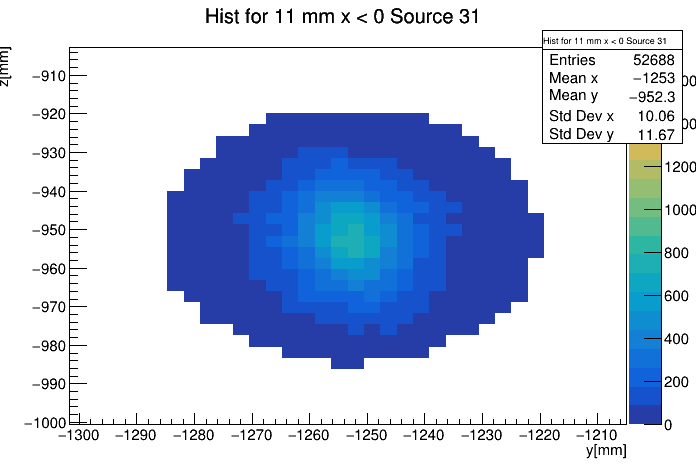 Hist for 11 mm x < 0 Source 31
Hist for 11 mm x < 0 Source 31
Entries 52688
Mean x −1253
Mean y −952.3
Std Dev x 10.06
Std Dev y 11.67
z[mm]
−910
−920
−930
−940
−950
−960
−970
−980
−990
−1000
1200
1000
800
600
400
200
0
−1300 −1290 −1280 −1270 −1260 −1250 −1240 −1230 −1220 −1210
y[mm]